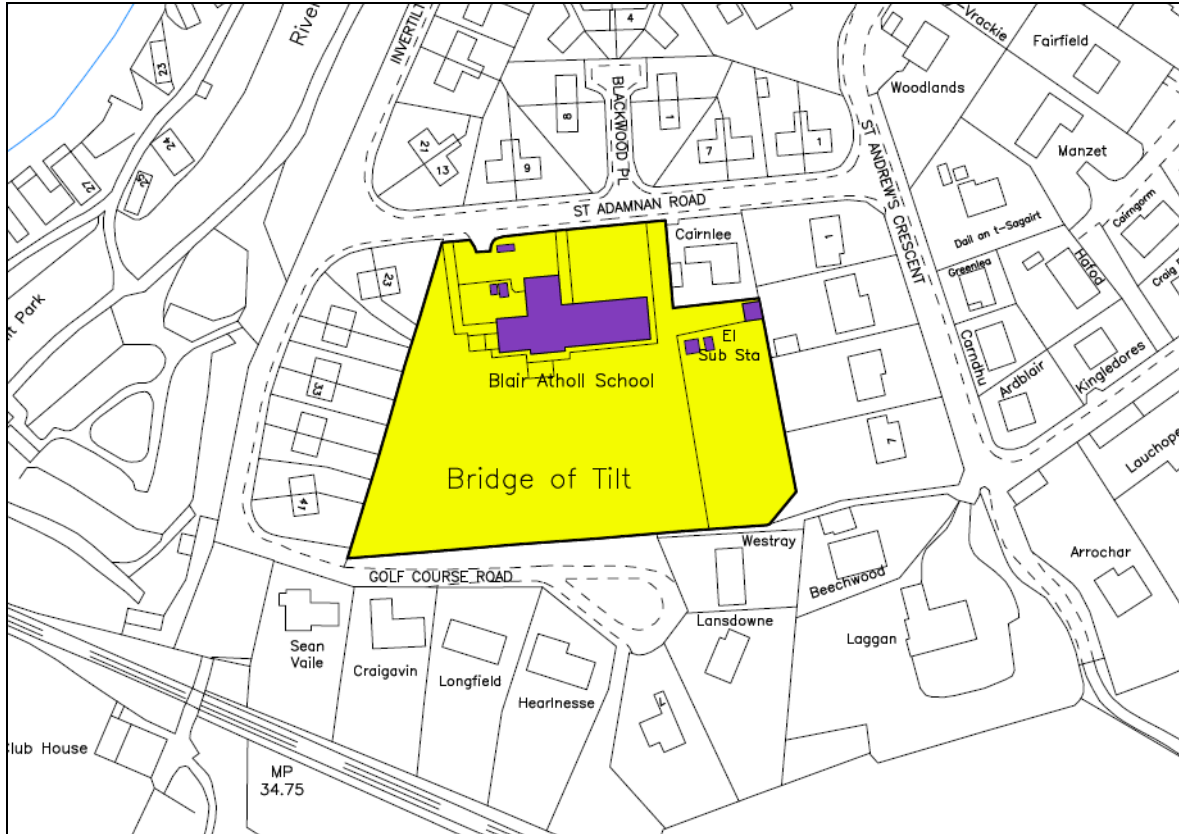 23
River
INVERTILT
4
BLACKWOOD PL
8
1
21
13
9
7
1
Woodlands
Fairfield
-Vrackie
ST ANDREW'S CRESCENT
Manzet
24
27
29
ST ADAMNAN ROAD
Cairnlee
1
Dail an t-Sagairt
Cairngorm
Greenlea
Hafod
Craig
23
Park
El
Sub Sta
Blair Atholl School
33
Carndhu
Ardblair
Kingledores
Bridge of Tilt
7
Lauchope
41
Westray
Beechwood
Arrochar
GOLF COURSE ROAD
Lansdowne
Laggan
Sean
Vaile
Craigavin
Longfield
Hearlnesse
7
Club House
MP
34.75